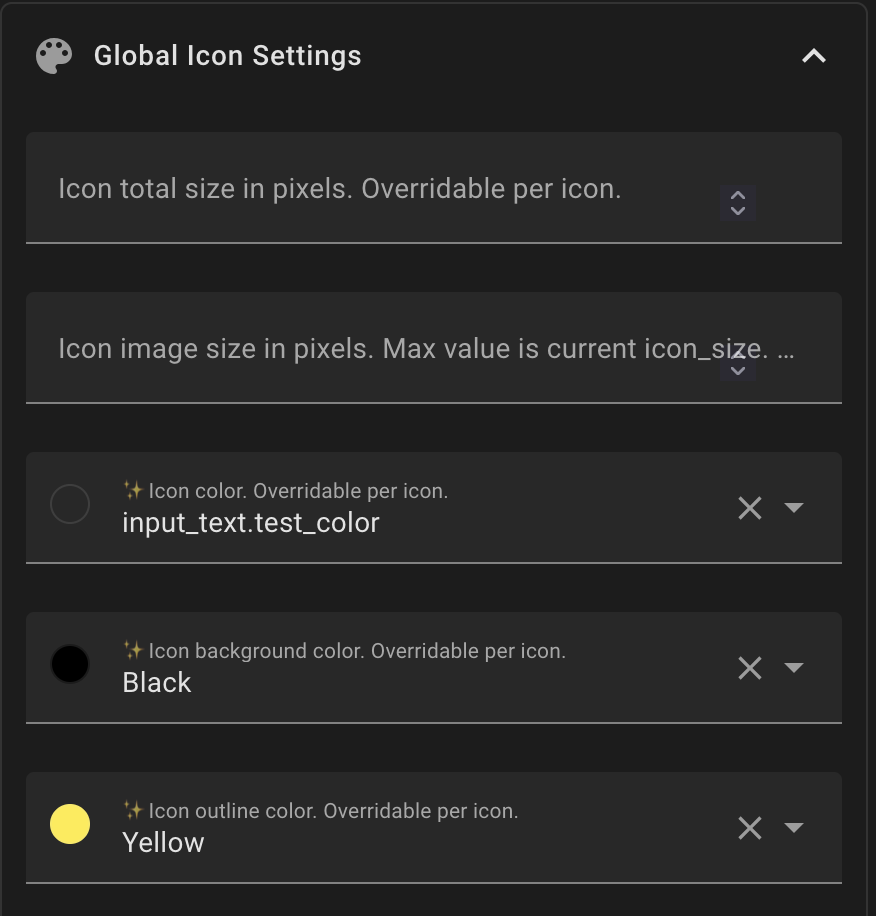 Global Icon Settings
Icon total size in pixels. Overridable per icon.
Icon image size in pixels. Max value is current icon_size. ...
✨ Icon color. Overridable per icon.
input_text.test_color
✨ Icon background color. Overridable per icon.
Black
✨ Icon outline color. Overridable per icon.
Yellow